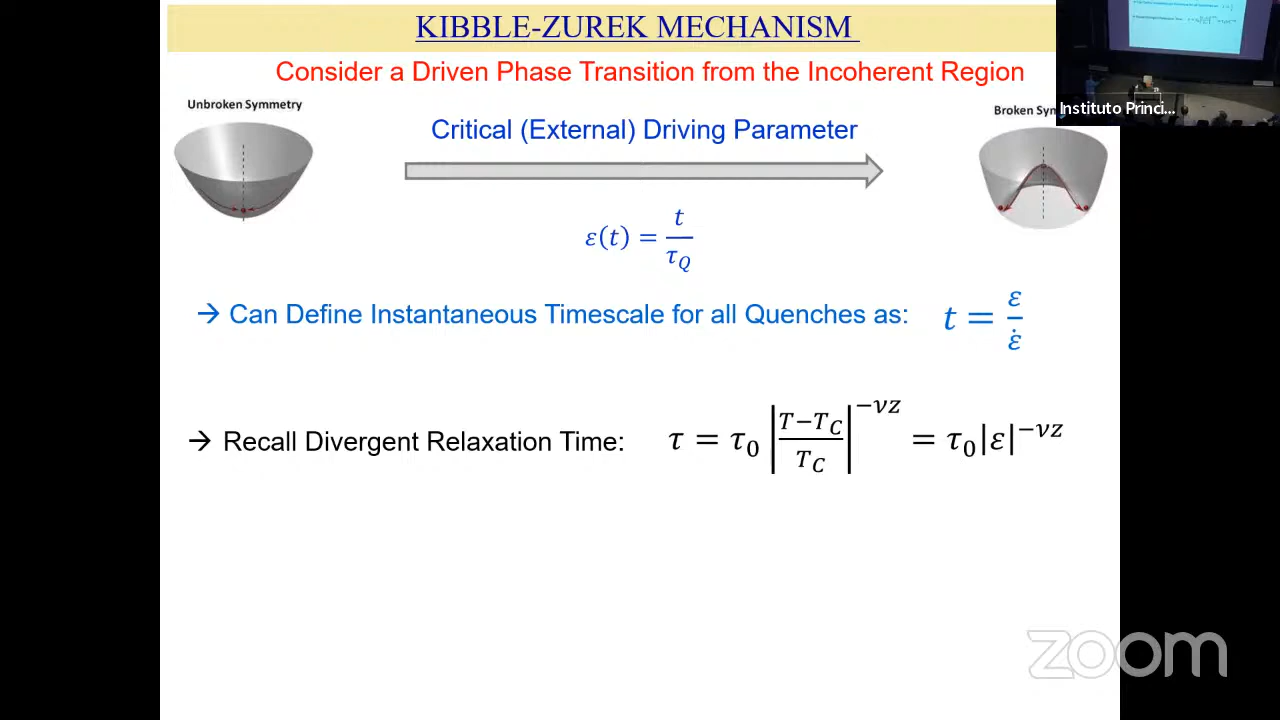 KIBBLE-ZUREK MECHANISM
Consider a Driven Phase Transition from the Incoherent Region
Unbroken Symmetry
Broken Sy
Instituto Princi...
Critical (External) Driving Parameter
ε(t) = t/τ_Q
→ Can Define Instantaneous Timescale for all Quenches as: t = ε/ε̇
→ Recall Divergent Relaxation Time: τ = τ₀ |(T−T_C)/T_C|^(−νz) = τ₀|ε|^(−νz)
zoom